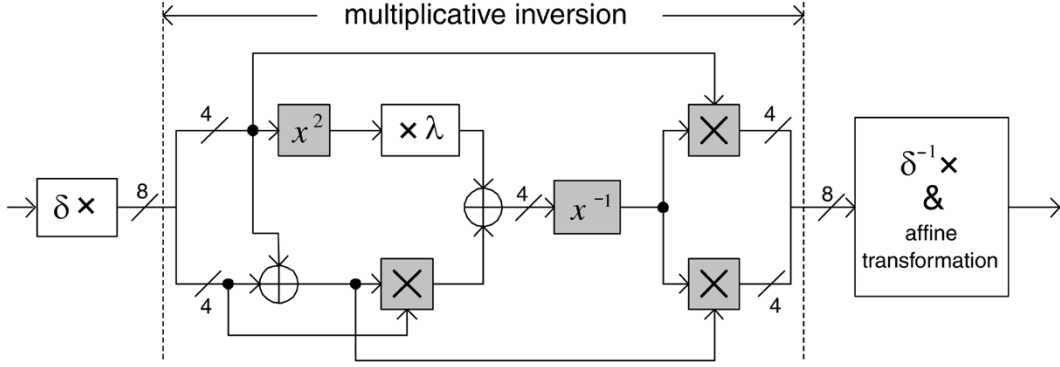 multiplicative inversion
4
4
x²
× λ
×
δ ×
8
4
x⁻¹
8
δ⁻¹×
&
affine
transformation
4
×
×
4